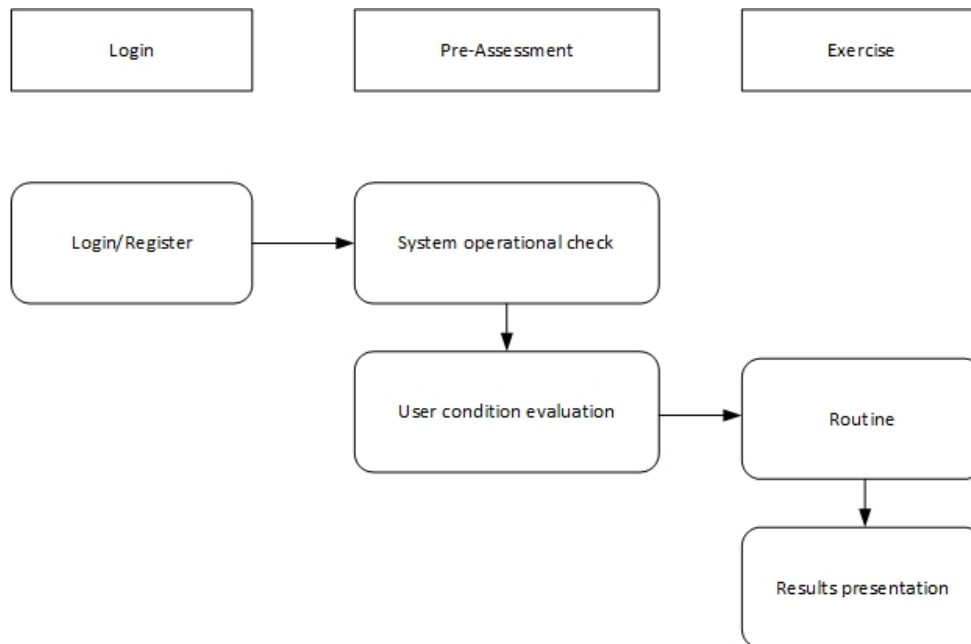 Login
Pre-Assessment
Exercise
Login/Register
System operational check
User condition evaluation
Routine
Results presentation